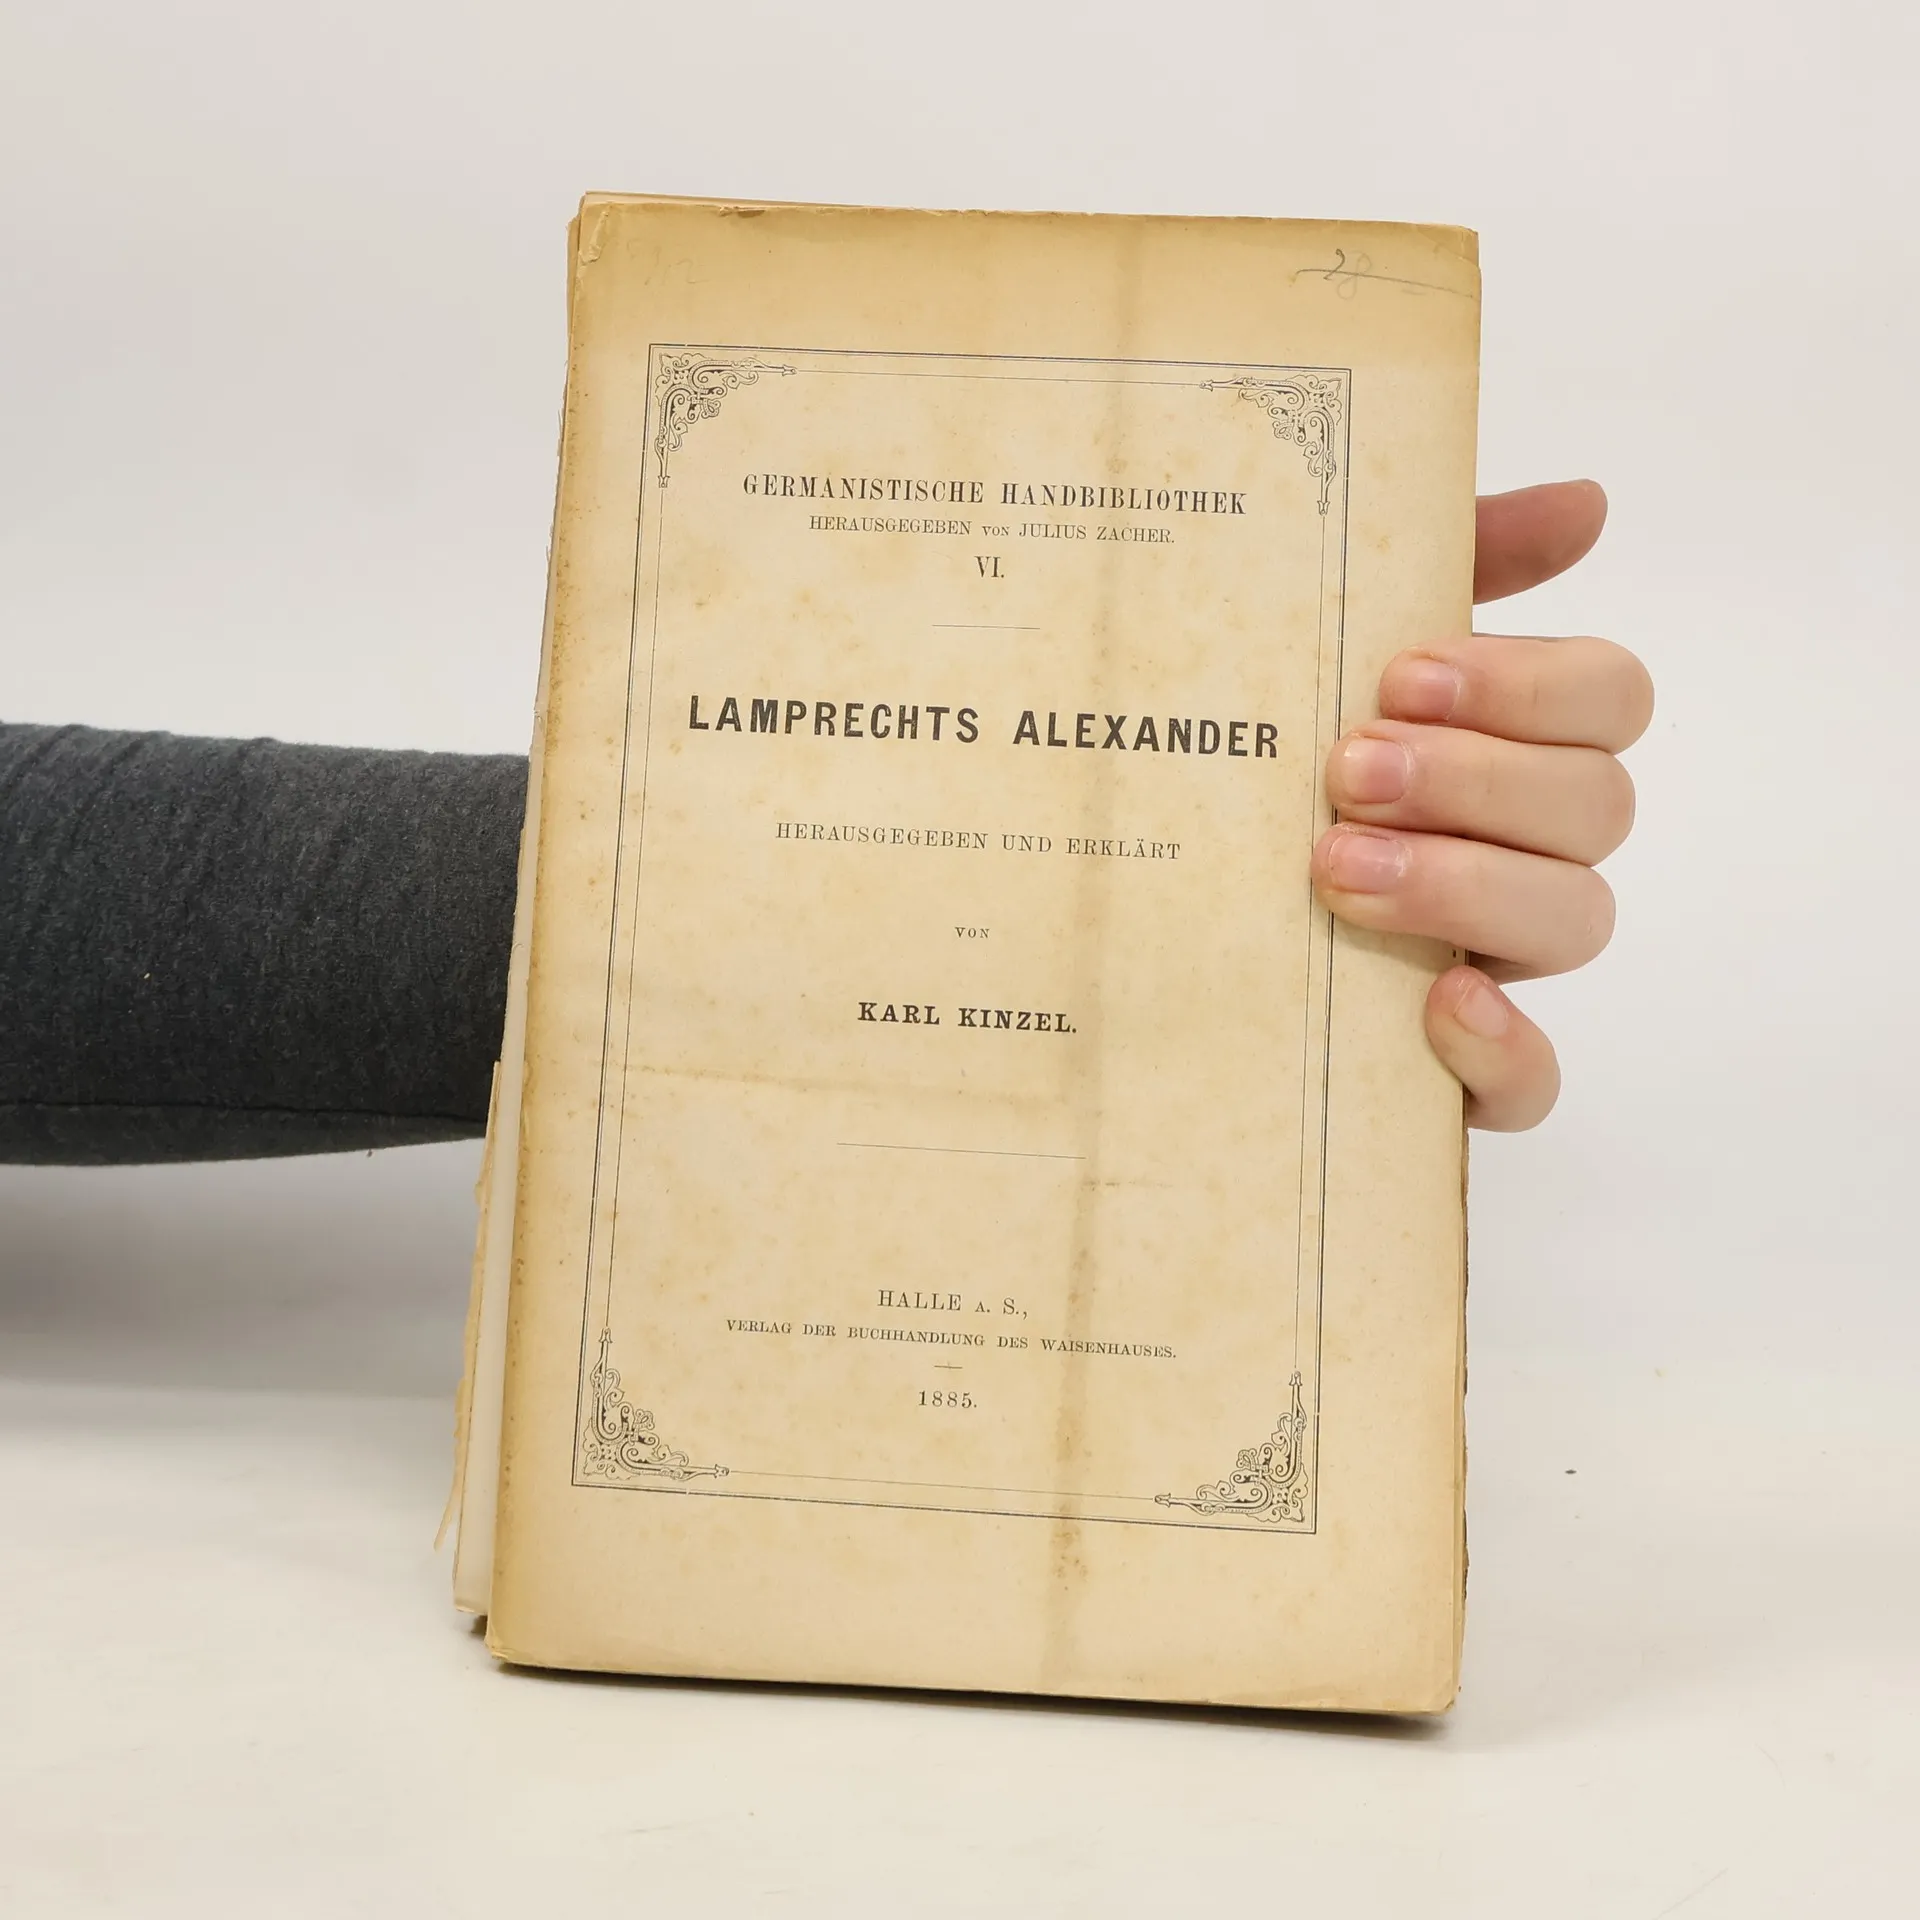 28
GERMANISTISCHE HANDBIBLIOTHEK
HERAUSGEGEBEN VON JULIUS ZACHER.
VI.
LAMPRECHTS ALEXANDER
HERAUSGEGEBEN UND ERKLÄRT
VON
KARL KINZEL.
HALLE A. S.,
VERLAG DER BUCHHANDLUNG DES WAISENHAUSES.
1885.